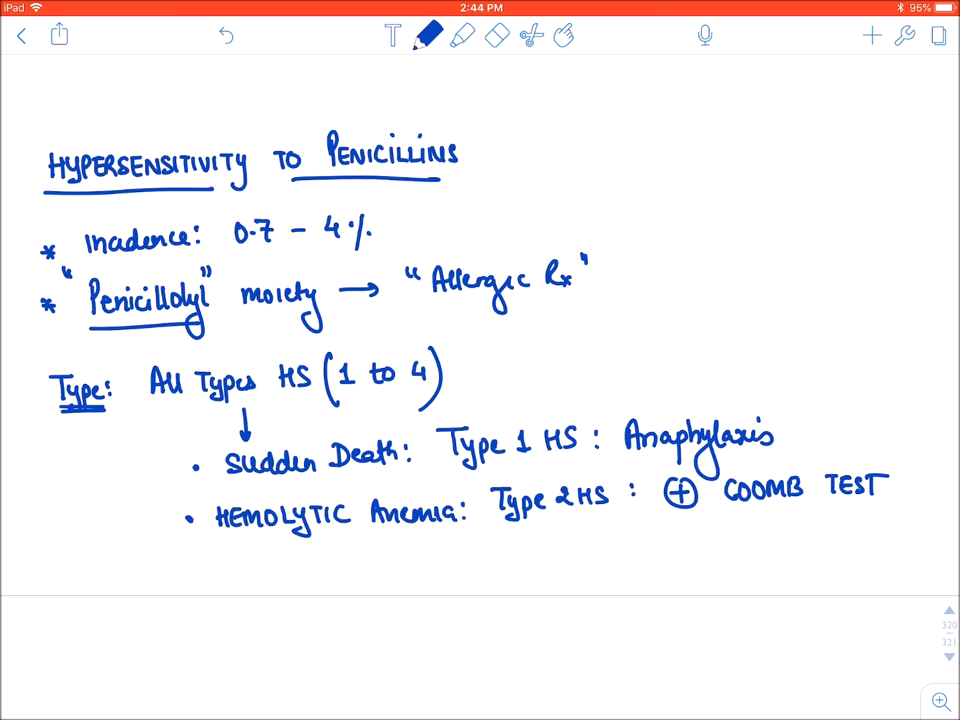 iPad 2:44 PM 95%
T
HYPERSENSITIVITY TO PENICILLINS
* Incidence: 0.7 - 4%
* "Penicilloyl" moiety → "Allergic Rx"
Type: All Types HS (1 to 4)
↓
• Sudden Death: Type 1 HS: Anaphylaxis
• HEMOLYTIC Anemia: Type 2 HS: ⊕ COOMB TEST
320
321